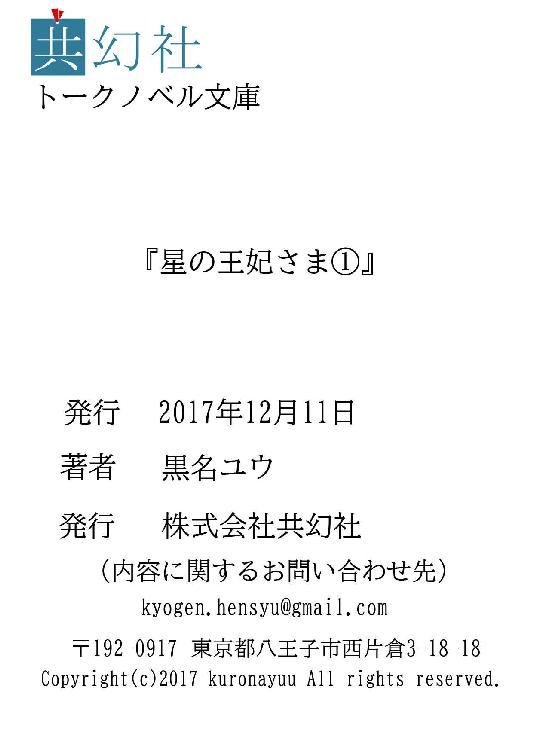 共幻社
トークノベル文庫
『星の王妃さま①』
発行 2017年12月11日
著者 黒名ユウ
発行 株式会社共幻社
（内容に関するお問い合わせ先）
kyogen.hensyu@gmail.com
〒192 0917 東京都八王子市西片倉3 18 18
Copyright(c)2017 kuronayuu All rights reserved.